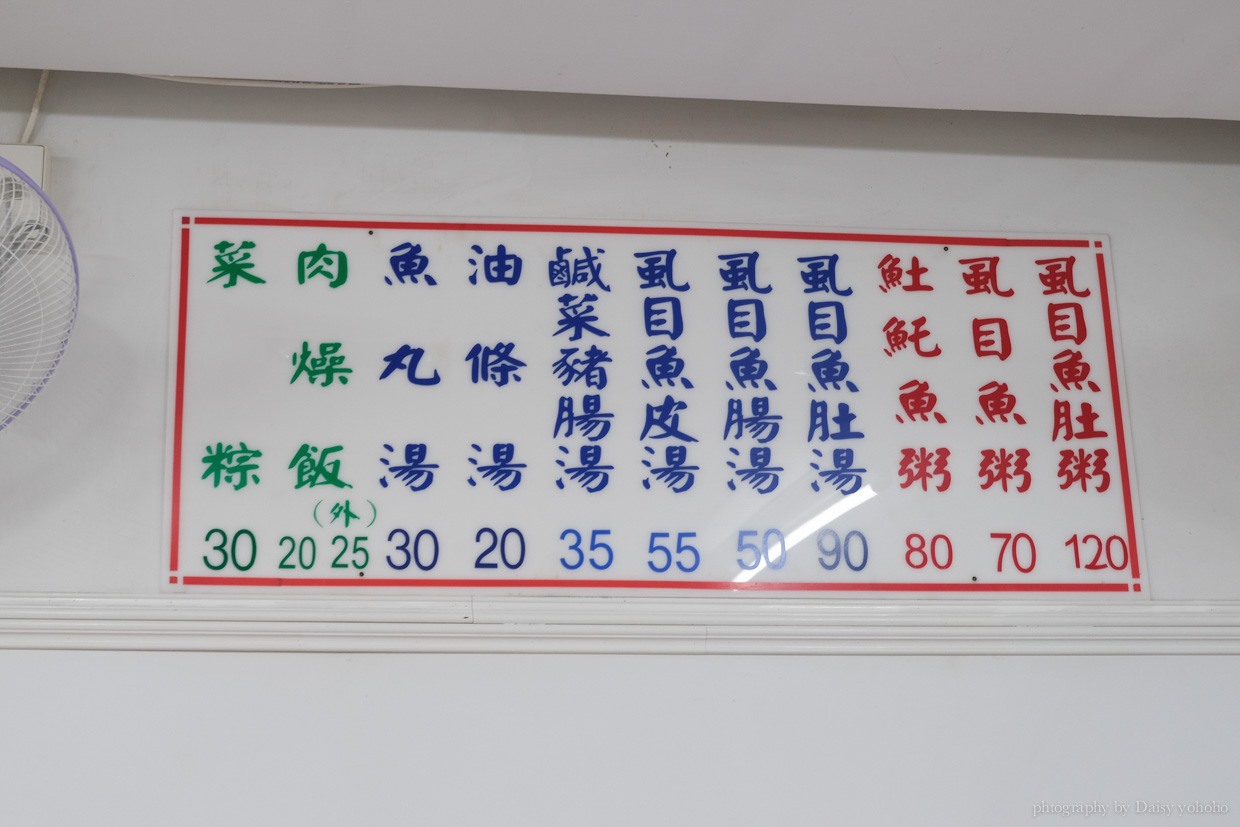 虱目魚肚粥 120
虱目魚粥 70
魠魚粥 80
虱目魚肚湯 90
虱目魚腸湯 50
虱目魚皮湯 55
鹹菜豬腸湯 35
油條湯 20
魚丸湯 30
肉燥飯 20 (外) 25
菜粽 30
phtography by Daisy yohoho